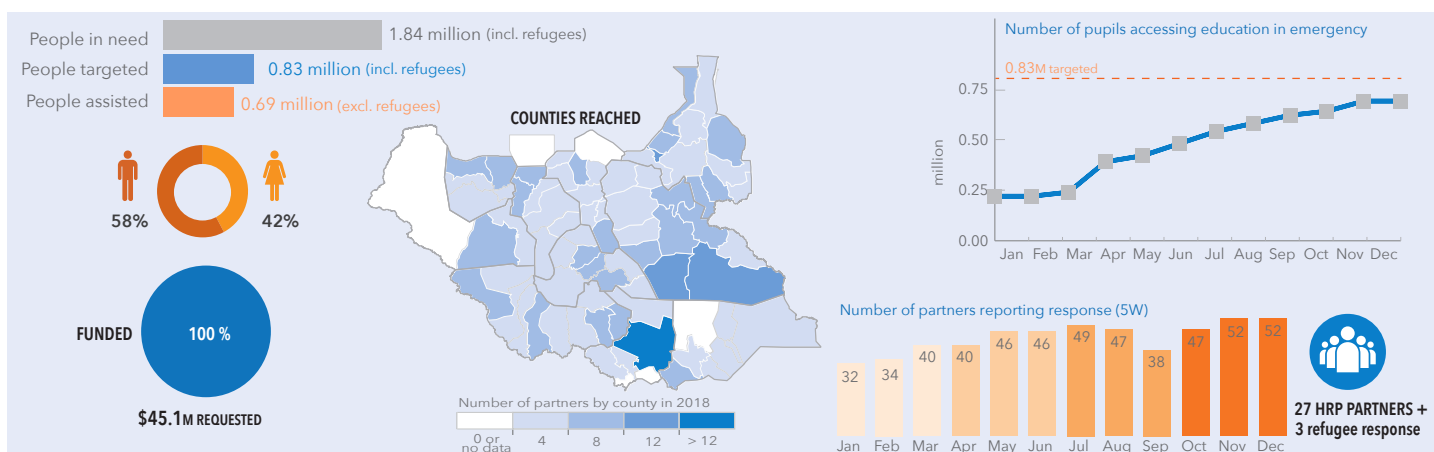 People in need
1.84 million (incl. refugees)
People targeted
0.83 million (incl. refugees)
People assisted
0.69 million (excl. refugees)
58%
42%
FUNDED
100 %
$45.1M REQUESTED
COUNTIES REACHED
Number of partners by county in 2018
0 or
no data
4
8
12
> 12
Number of pupils accessing education in emergency
0.83M targeted
million
0.75
0.50
0.25
0.00
Jan Feb Mar Apr May Jun Jul Aug Sep Oct Nov Dec
Number of partners reporting response (5W)
32 34 40 40 46 46 49 47 38 47 52 52
Jan Feb Mar Apr May Jun Jul Aug Sep Oct Nov Dec
27 HRP PARTNERS +
3 refugee response